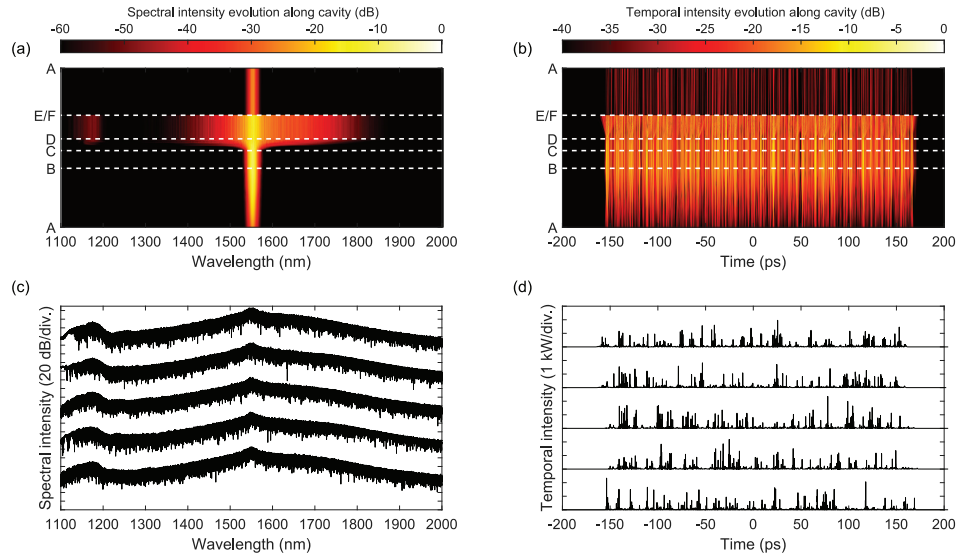 Spectral intensity evolution along cavity (dB)
-60 -50 -40 -30 -20 -10 0
(a)
A
E/F
D
C
B
A
1100 1200 1300 1400 1500 1600 1700 1800 1900 2000
Wavelength (nm)
Temporal intensity evolution along cavity (dB)
-40 -35 -30 -25 -20 -15 -10 -5 0
(b)
A
E/F
D
C
B
A
-200 -150 -100 -50 0 50 100 150 200
Time (ps)
(c)
Spectral intensity (20 dB/div.)
1100 1200 1300 1400 1500 1600 1700 1800 1900 2000
Wavelength (nm)
(d)
Temporal intensity (1 kW/div.)
-200 -150 -100 -50 0 50 100 150 200
Time (ps)